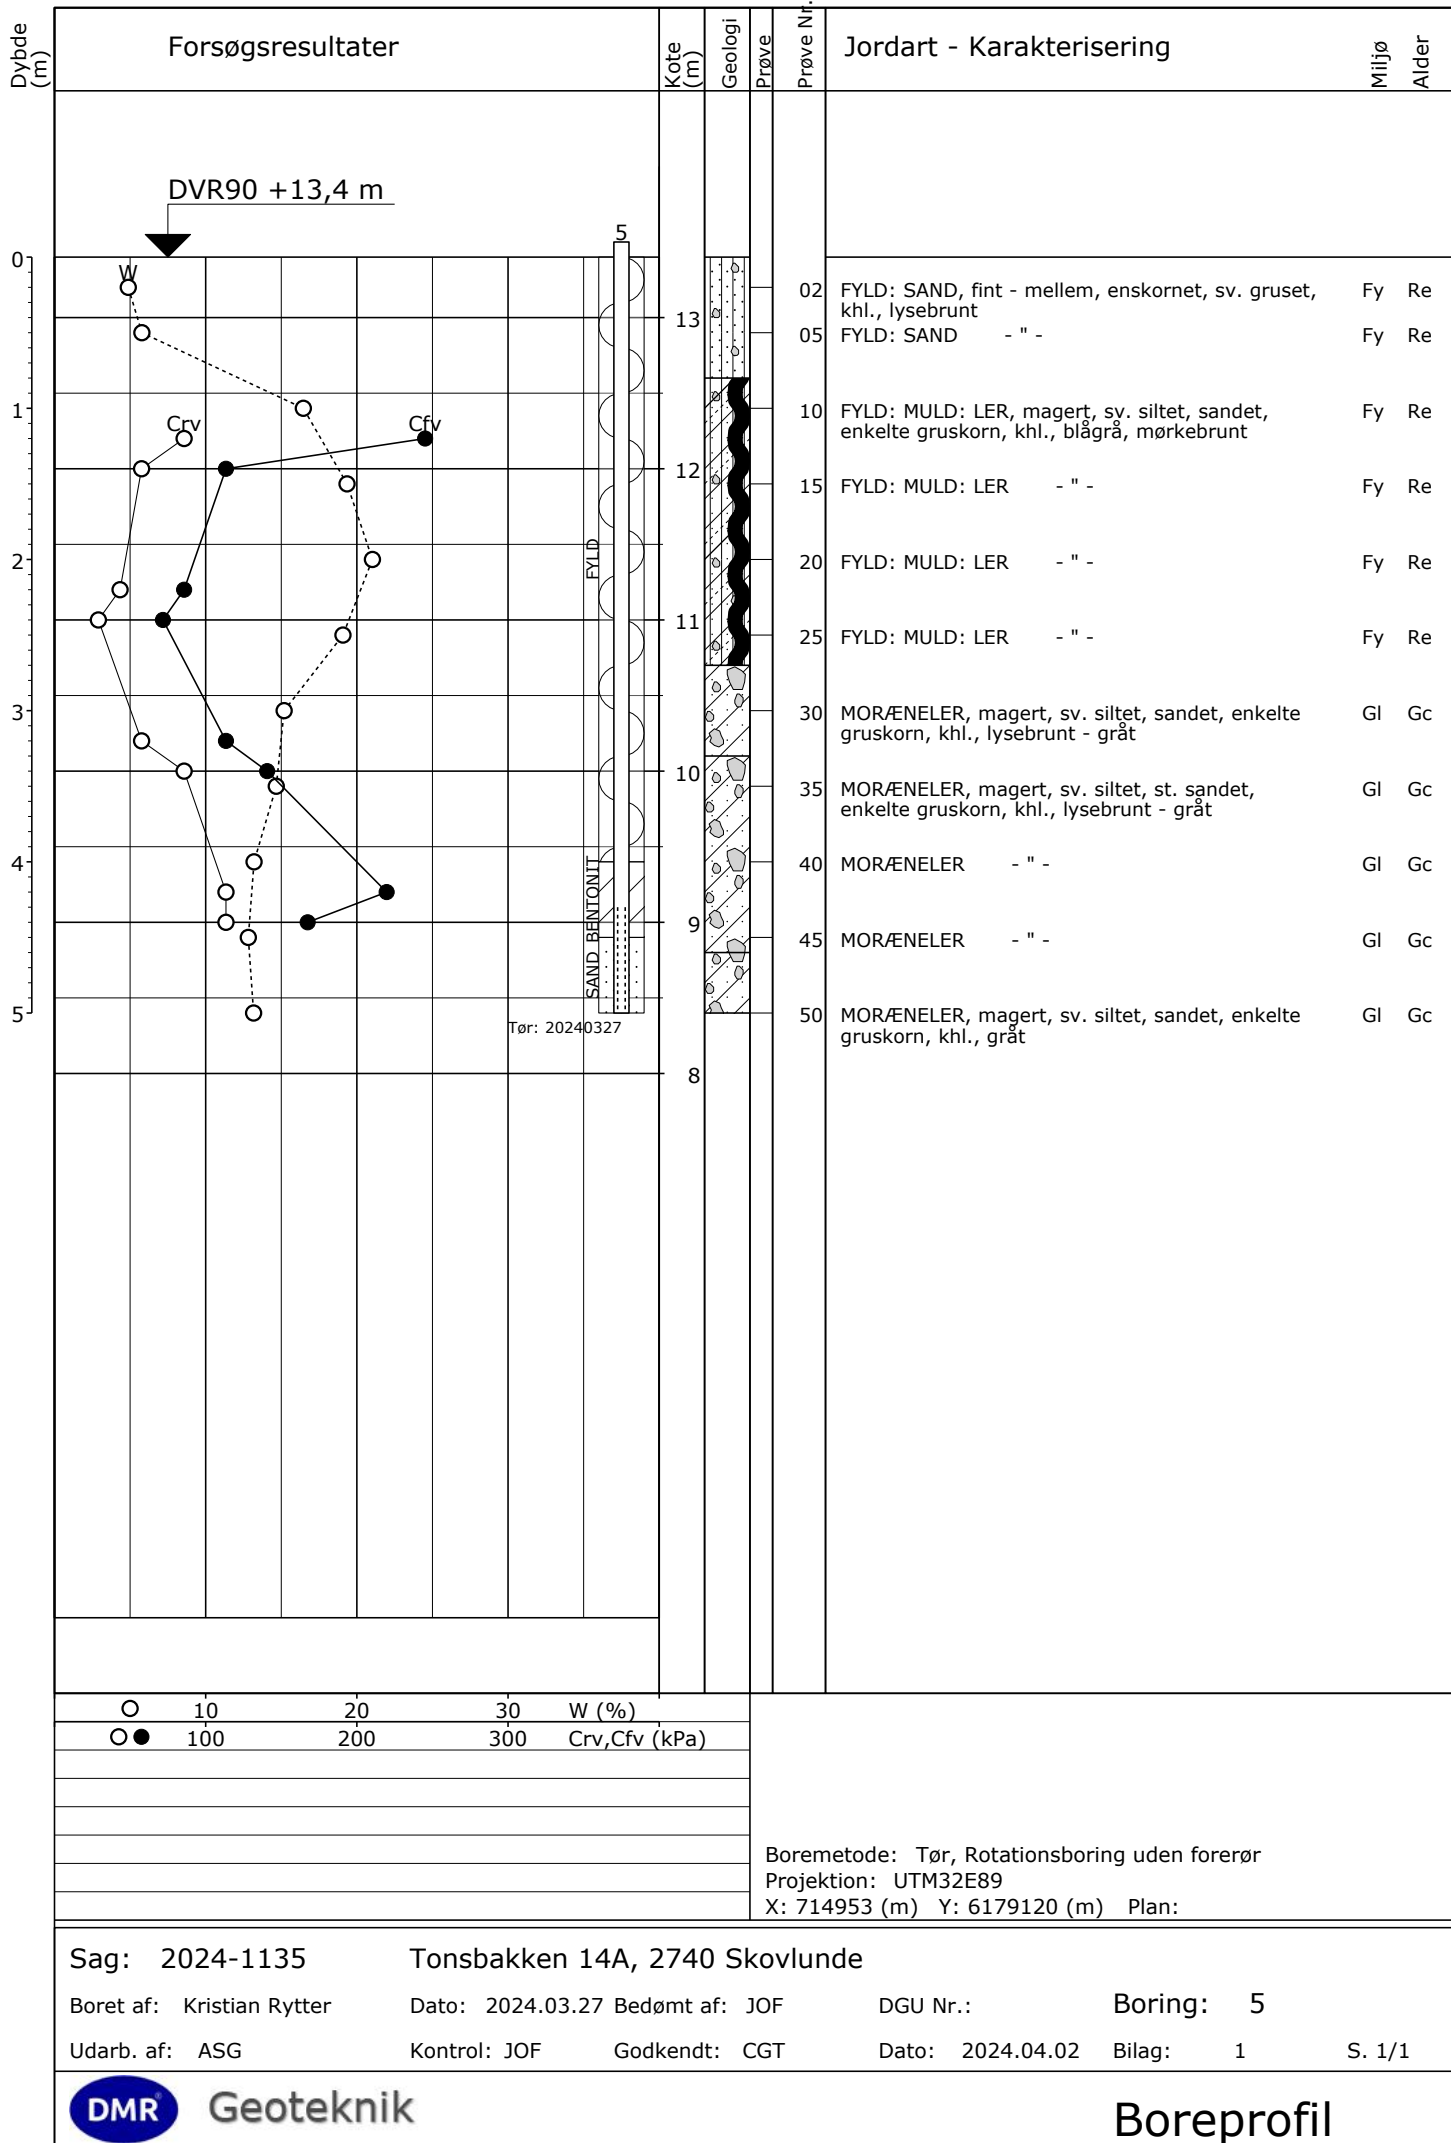 Dybde (m)
Forsøgsresultater
Kote (m)
Geologi
Prøve
Prøve Nr.
Jordart - Karakterisering
Miljø
Alder
DVR90 +13,4 m
5
0
W
13
02 FYLD: SAND, fint - mellem, enskornet, sv. gruset, Fy Re
khl., lysebrunt
05 FYLD: SAND - " - Fy Re
1
Crv
Cfv
10 FYLD: MULD: LER, magert, sv. siltet, sandet, Fy Re
enkelte gruskorn, khl., blågrå, mørkebrunt
12
15 FYLD: MULD: LER - " - Fy Re
2
FYLD
20 FYLD: MULD: LER - " - Fy Re
11
25 FYLD: MULD: LER - " - Fy Re
3
30 MORÆNELER, magert, sv. siltet, sandet, enkelte Gl Gc
gruskorn, khl., lysebrunt - gråt
10
35 MORÆNELER, magert, sv. siltet, st. sandet, Gl Gc
enkelte gruskorn, khl., lysebrunt - gråt
4
40 MORÆNELER - " - Gl Gc
SAND BENTONIT
9
45 MORÆNELER - " - Gl Gc
5
50 MORÆNELER, magert, sv. siltet, sandet, enkelte Gl Gc
gruskorn, khl., gråt
Tør: 20240327
8
10 20 30 W (%)
100 200 300 Crv,Cfv (kPa)
Boremetode: Tør, Rotationsboring uden forerør
Projektion: UTM32E89
X: 714953 (m) Y: 6179120 (m) Plan:
Sag: 2024-1135 Tonsbakken 14A, 2740 Skovlunde
Boret af: Kristian Rytter Dato: 2024.03.27 Bedømt af: JOF DGU Nr.: Boring: 5
Udarb. af: ASG Kontrol: JOF Godkendt: CGT Dato: 2024.04.02 Bilag: 1 S. 1/1
DMR® Geoteknik
Boreprofil